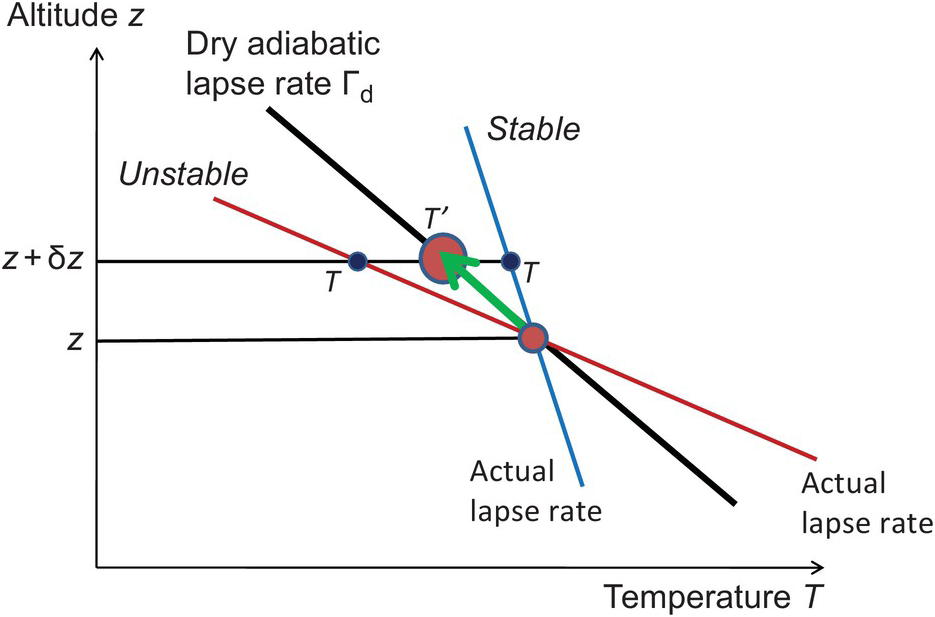 Altitude z
Dry adiabatic
lapse rate Γd
Stable
Unstable
T′
z + δz
T
T
z
Actual
lapse rate
Actual
lapse rate
Temperature T